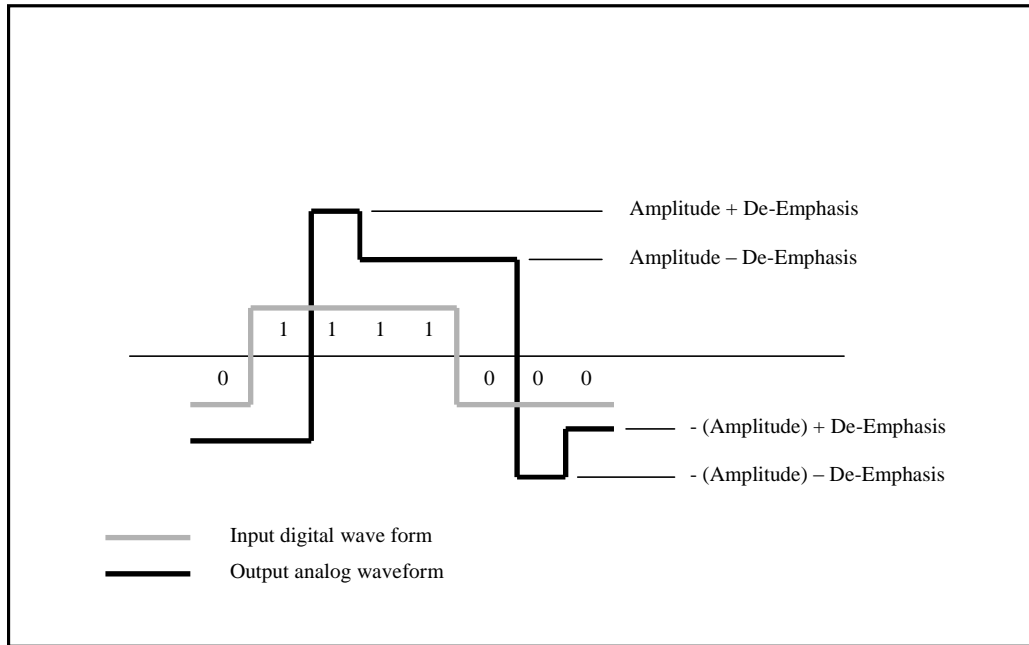 Amplitude + De-Emphasis
Amplitude – De-Emphasis
1 1 1 1
0 0 0 0
- (Amplitude) + De-Emphasis
- (Amplitude) – De-Emphasis
Input digital wave form
Output analog waveform